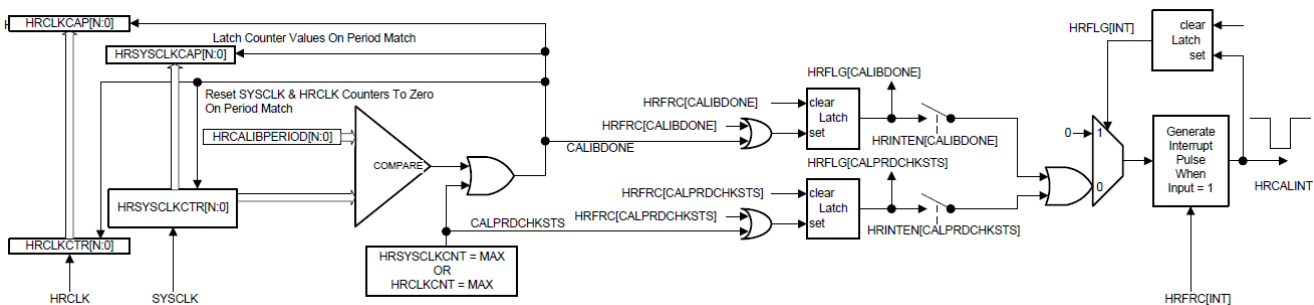 HRCLKCAP[N:0]
HRSYSCLKCAP[N:0]
Latch Counter Values On Period Match
Reset SYSCLK & HRCLK Counters To Zero
On Period Match
HRCALIBPERIOD[N:0]
COMPARE
HRSYSCLKCTR[N:0]
HRCLKCTR[N:0]
HRCLK
SYSCLK
HRSYSCLKCNT = MAX
OR
HRCLKCNT = MAX
CALPRDCHKSTS
CALIBDONE
HRFRC[CALIBDONE]
HRFRC[CALIBDONE]
clear
Latch
set
HRFLG[CALIBDONE]
HRINTEN[CALIBDONE]
HRFRC[CALPRDCHKSTS]
HRFRC[CALPRDCHKSTS]
clear
Latch
set
HRFLG[CALPRDCHKSTS]
HRINTEN[CALPRDCHKSTS]
0
1
0
HRFLG[INT]
clear
Latch
set
Generate
Interrupt
Pulse
When
Input = 1
HRCALINT
HRFRC[INT]